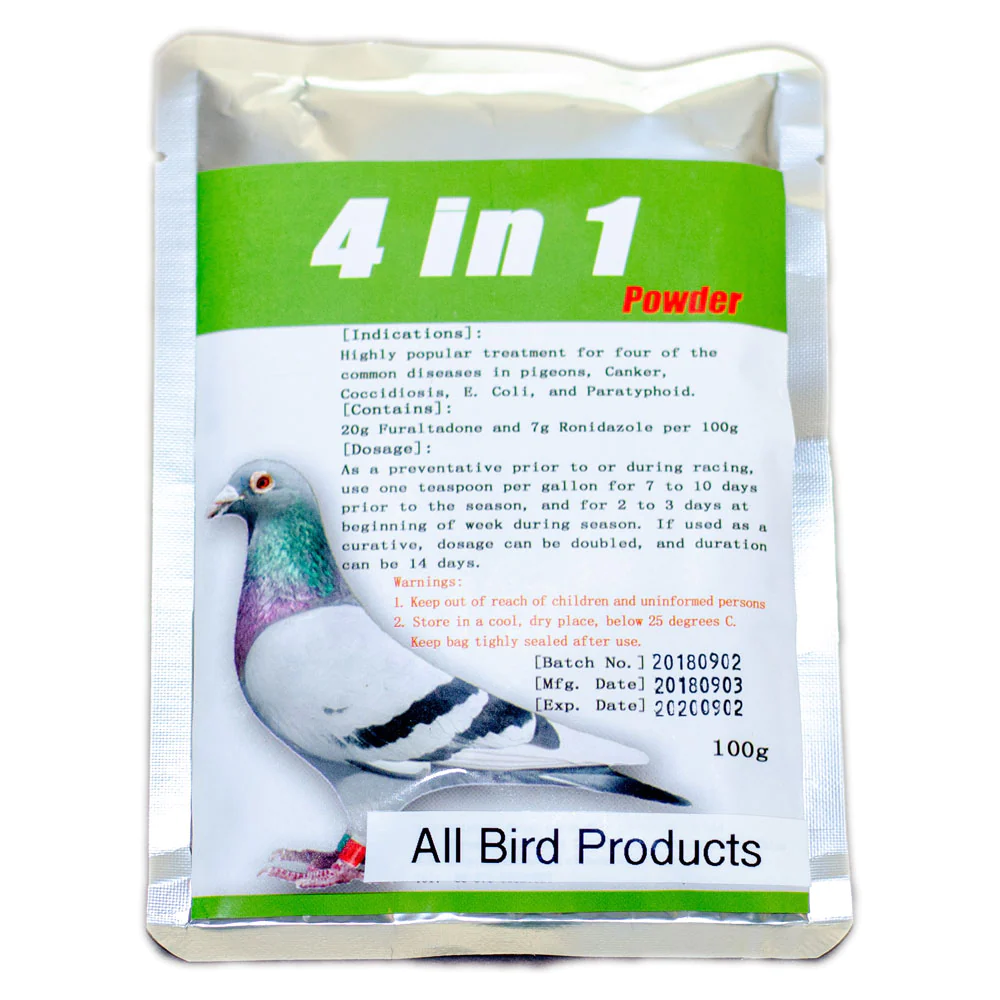 4 in 1
Powder
[Indications]:
Highly popular treatment for four of the
common diseases in pigeons, Canker,
Coccidiosis, E. Coli, and Paratyphoid.
[Contains]:
20g Furaltadone and 7g Ronidazole per 100g
[Dosage]:
As a preventative prior to or during racing,
use one teaspoon per gallon for 7 to 10 days
prior to the season, and for 2 to 3 days at
beginning of week during season. If used as a
curative, dosage can be doubled, and duration
can be 14 days.
Warnings:
1. Keep out of reach of children and uninformed persons
2. Store in a cool, dry place, below 25 degrees C.
Keep bag tighly sealed after use.
[Batch No.] 20180902
[Mfg. Date] 20180903
[Exp. Date] 20200902
100g
All Bird Products